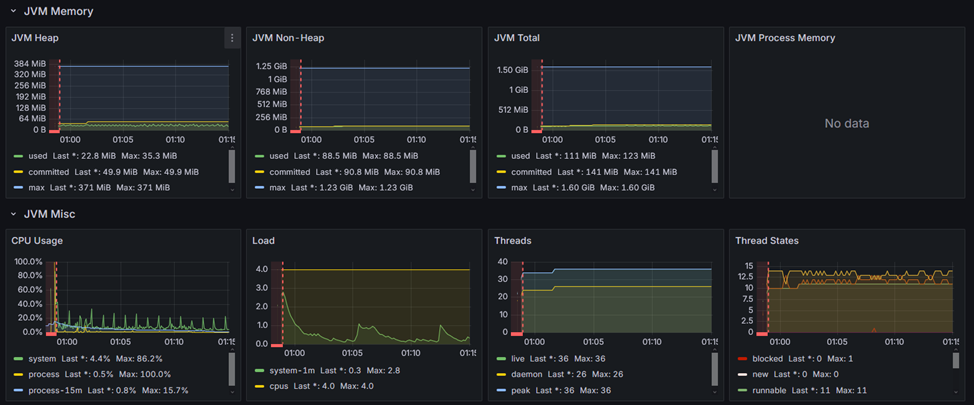 JVM Memory
JVM Heap
JVM Non-Heap
JVM Total
JVM Process Memory
384 MiB
320 MiB
256 MiB
192 MiB
128 MiB
64 MiB
0 B
01:00 01:05 01:10 01:15
used Last *: 22.8 MiB Max: 35.3 MiB
committed Last *: 49.9 MiB Max: 49.9 MiB
max Last *: 371 MiB Max: 371 MiB
1.25 GiB
1 GiB
768 MiB
512 MiB
256 MiB
0 B
01:00 01:05 01:10 01:15
used Last *: 88.5 MiB Max: 88.5 MiB
committed Last *: 90.8 MiB Max: 90.8 MiB
max Last *: 1.23 GiB Max: 1.23 GiB
1.50 GiB
1 GiB
512 MiB
0 B
01:00 01:05 01:10 01:15
used Last *: 111 MiB Max: 123 MiB
committed Last *: 141 MiB Max: 141 MiB
max Last *: 1.60 GiB Max: 1.60 GiB
No data
JVM Misc
CPU Usage
Load
Threads
Thread States
100.0%
80.0%
60.0%
40.0%
20.0%
0.0%
01:00 01:05 01:10 01:15
system Last *: 4.4% Max: 86.2%
process Last *: 0.5% Max: 100.0%
process-15m Last *: 0.8% Max: 15.7%
4.0
3.0
2.0
1.0
0.0
01:00 01:05 01:10 01:15
system-1m Last *: 0.3 Max: 2.8
cpus Last *: 4.0 Max: 4.0
40
30
20
10
0
01:00 01:05 01:10 01:15
live Last *: 36 Max: 36
daemon Last *: 26 Max: 26
peak Last *: 36 Max: 36
15
12.5
10
7.5
5
2.5
0
01:00 01:05 01:10 01:15
blocked Last *: 0 Max: 1
new Last *: 0 Max: 0
runnable Last *: 11 Max: 11